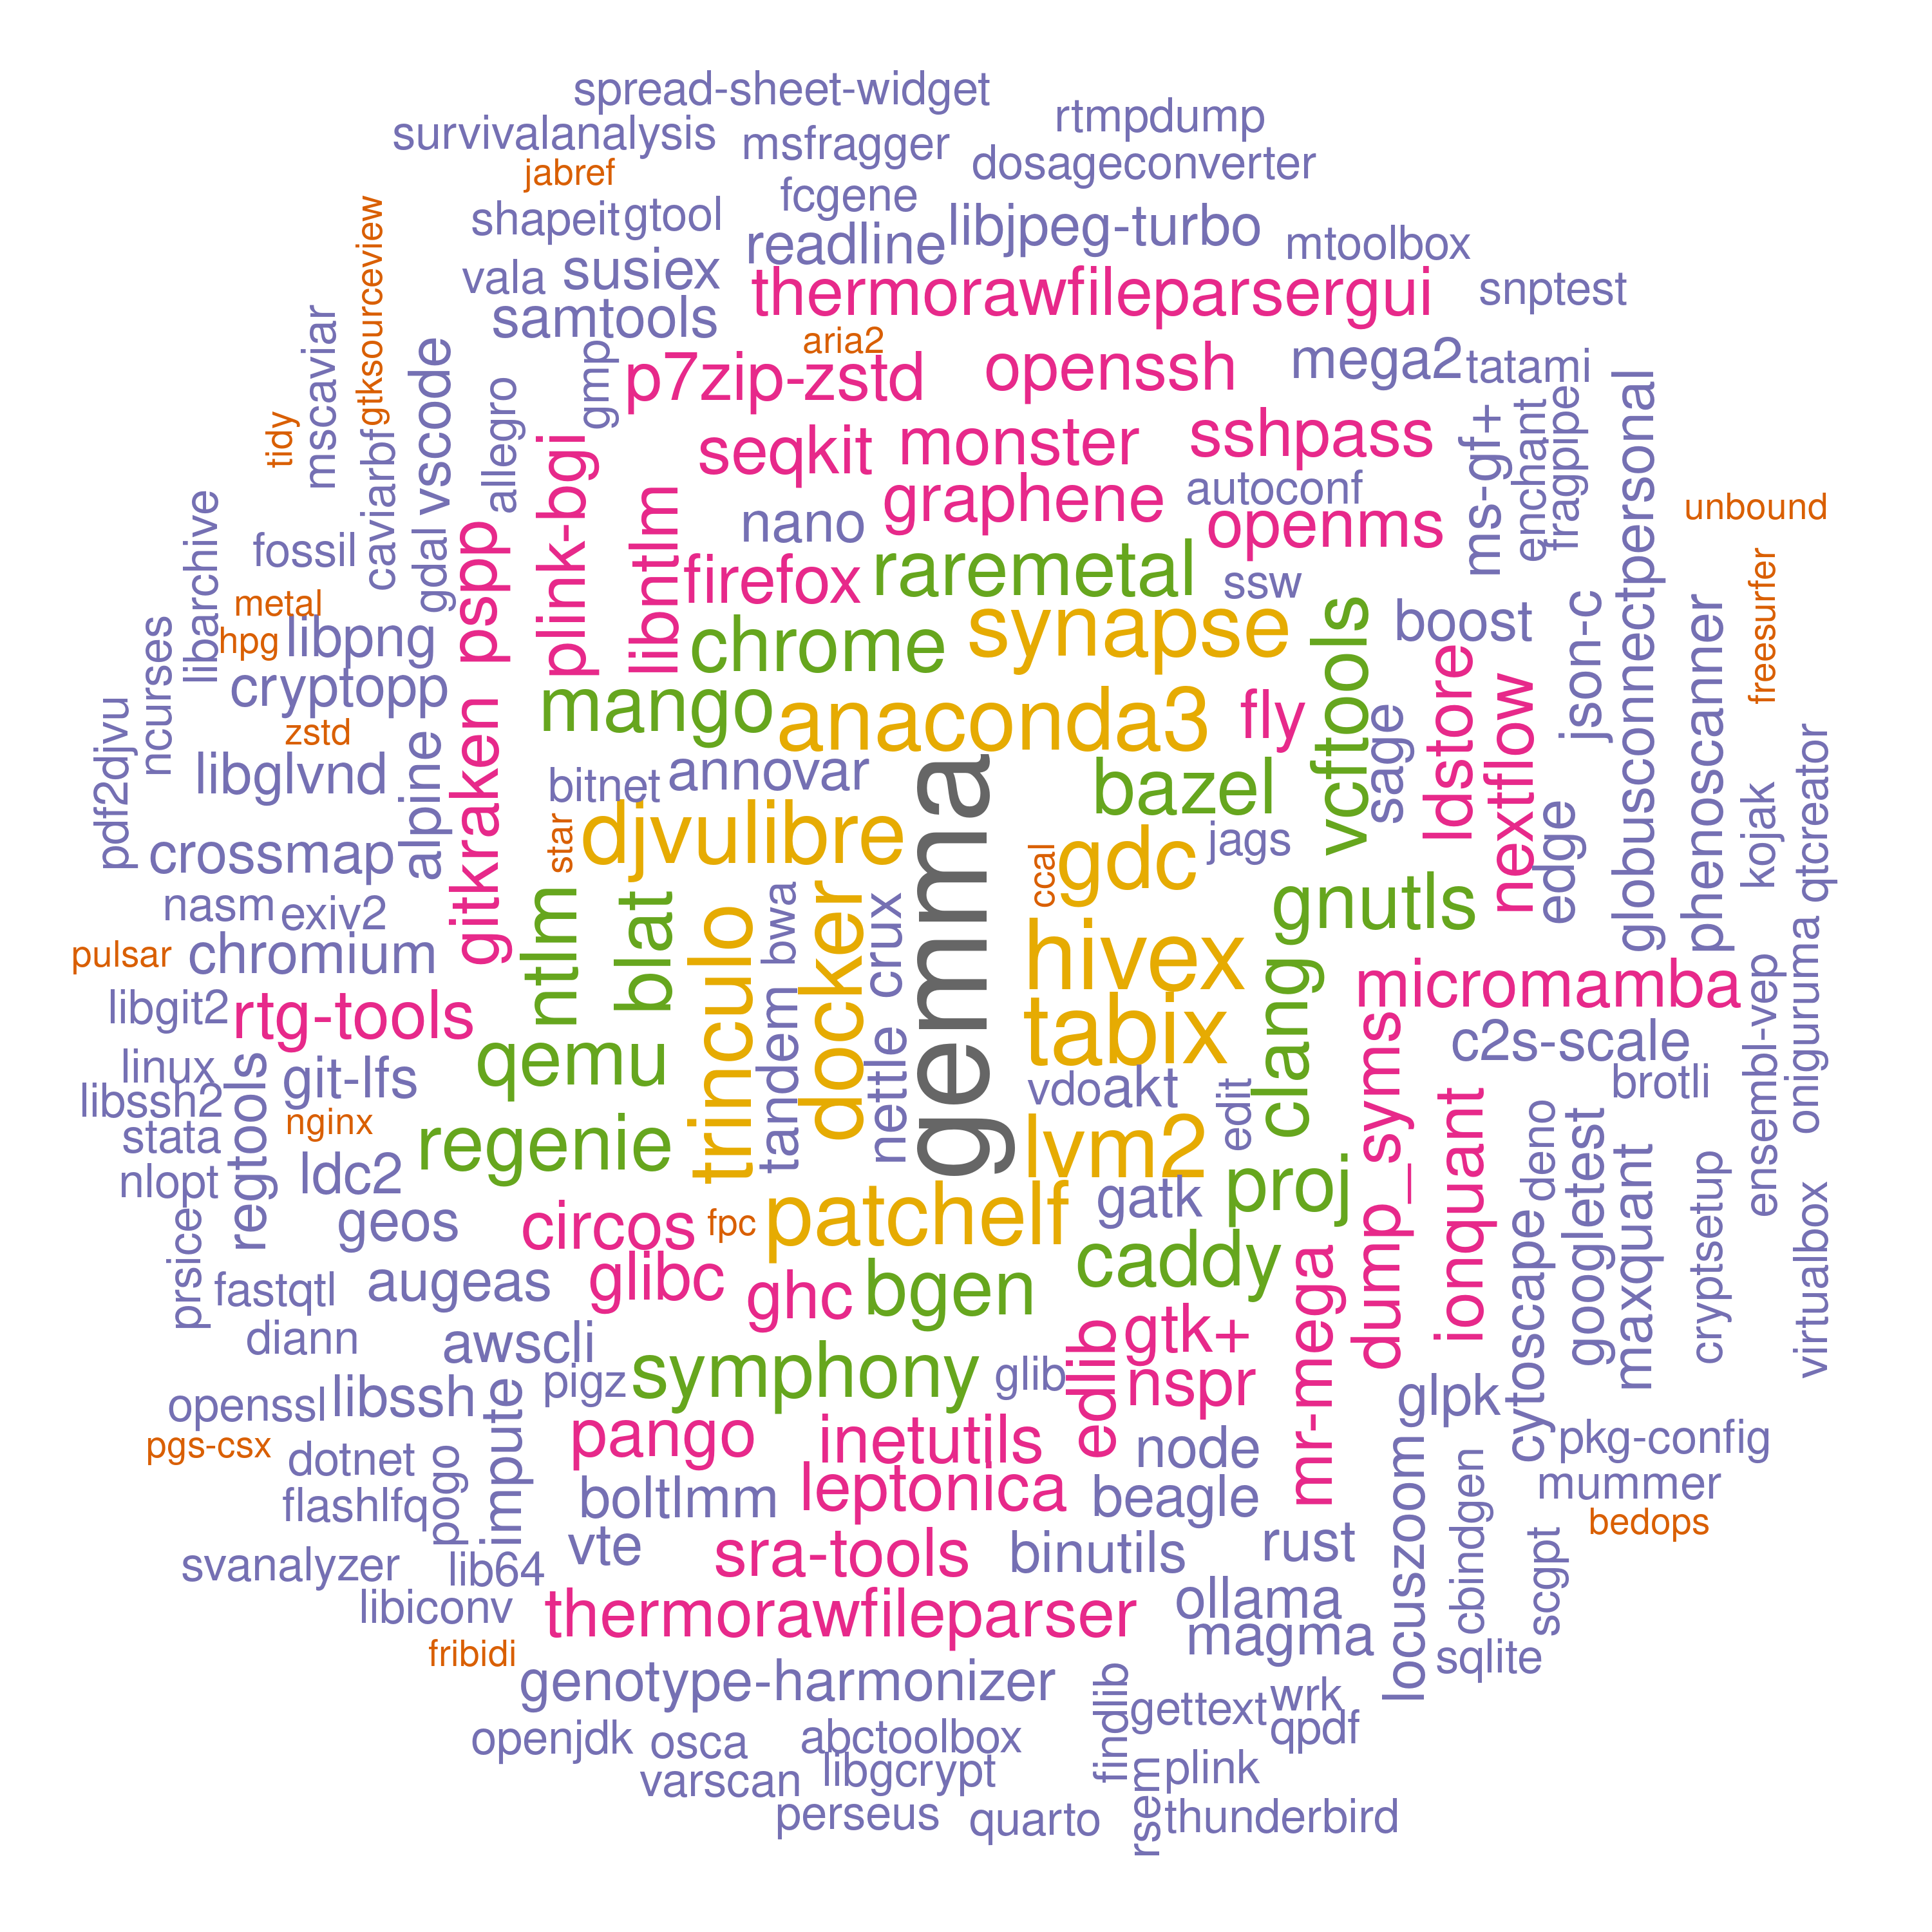 spread-sheet-widget
rtmpdump
survivalanalysis
msfragger
dosageconverter
jabref
fcgene
shapeit
gtool
readline
libjpeg-turbo
mtoolbox
vala
susiex
thermorawfileparsergui
snptest
samtools
aria2
mscaviar
gtksourceview
vscode
gmp
p7zip-zstd
openssh
mega2
tatami
tidy
caviarbf
allegro
plink-bgi
seqkit
monster
sshpass
ms-gf+
enchant
fragpipe
globusconnectpersonal
libarchive
fossil
gdal
pspp
libntlm
nano
graphene
autoconf
openms
unbound
metal
firefox
raremetal
ssw
freesurfer
ncurses
hpg
libpng
chrome
synapse
vcftools
boost
json-c
phenoscanner
cryptopp
mango
anaconda3
fly
sage
ldstore
nextflow
pdf2djvu
zstd
libglvnd
alpine
gitkraken
bitnet
annovar
gemma
bazel
edge
kojak
qtcreator
crossmap
star
djvulibre
ccal
gdc
jags
nasm
exiv2
ntlm
blat
trinculo
bwa
docker
crux
hivex
clang
gnutls
pulsar
chromium
micromamba
ensembl-vep
oniguruma
libgit2
rtg-tools
tandem
nettle
tabix
dump_syms
c2s-scale
linux
regtools
git-lfs
qemu
vdo
akt
edit
ionquant
brotli
libssh2
stata
nginx
regenie
lvm2
deno
googletest
maxquant
cryptsetup
virtualbox
nlopt
ldc2
patchelf
gatk
proj
prsice
geos
circos
fpc
cytoscape
fastqtl
augeas
glibc
ghc
bgen
caddy
mr-mega
diann
awscli
edlib
gtk+
pigz
symphony
glib
nspr
openssl
libssh
impute
glpk
pgs-csx
dotnet
pogo
pango
inetutils
node
locuszoom
cbindgen
pkg-config
flashlfq
boltlmm
leptonica
beagle
mummer
svanalyzer
lib64
vte
sra-tools
binutils
rust
scgpt
bedops
libiconv
thermorawfileparser
ollama
magma
fribidi
sqlite
genotype-harmonizer
findlib
gettext
wrk
openjdk
osca
abctoolbox
qpdf
varscan
libgcrypt
rsem
plink
perseus
quarto
thunderbird